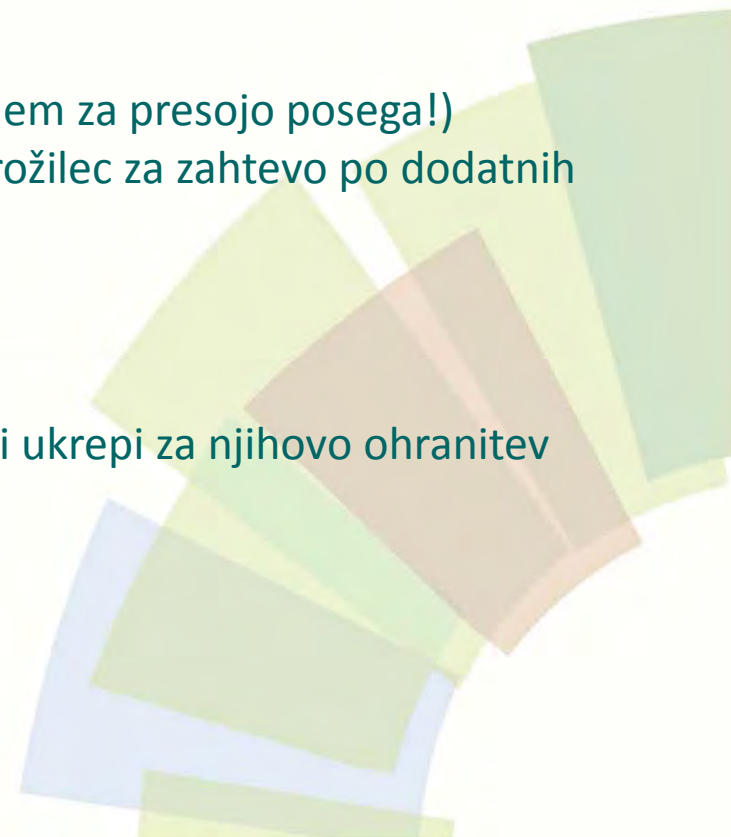 em za presojo posega!)
rožilec za zahtevo po dodatnih
i ukrepi za njihovo ohranitev